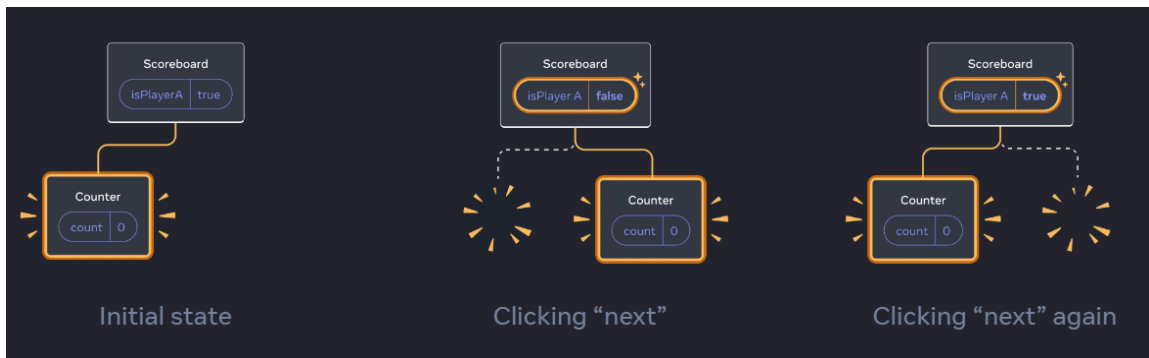 Scoreboard
isPlayerA true
Counter
count 0
Initial state
Scoreboard
isPlayer A false
Counter
count 0
Clicking “next”
Scoreboard
isPlayer A true
Counter
count 0
Clicking “next” again